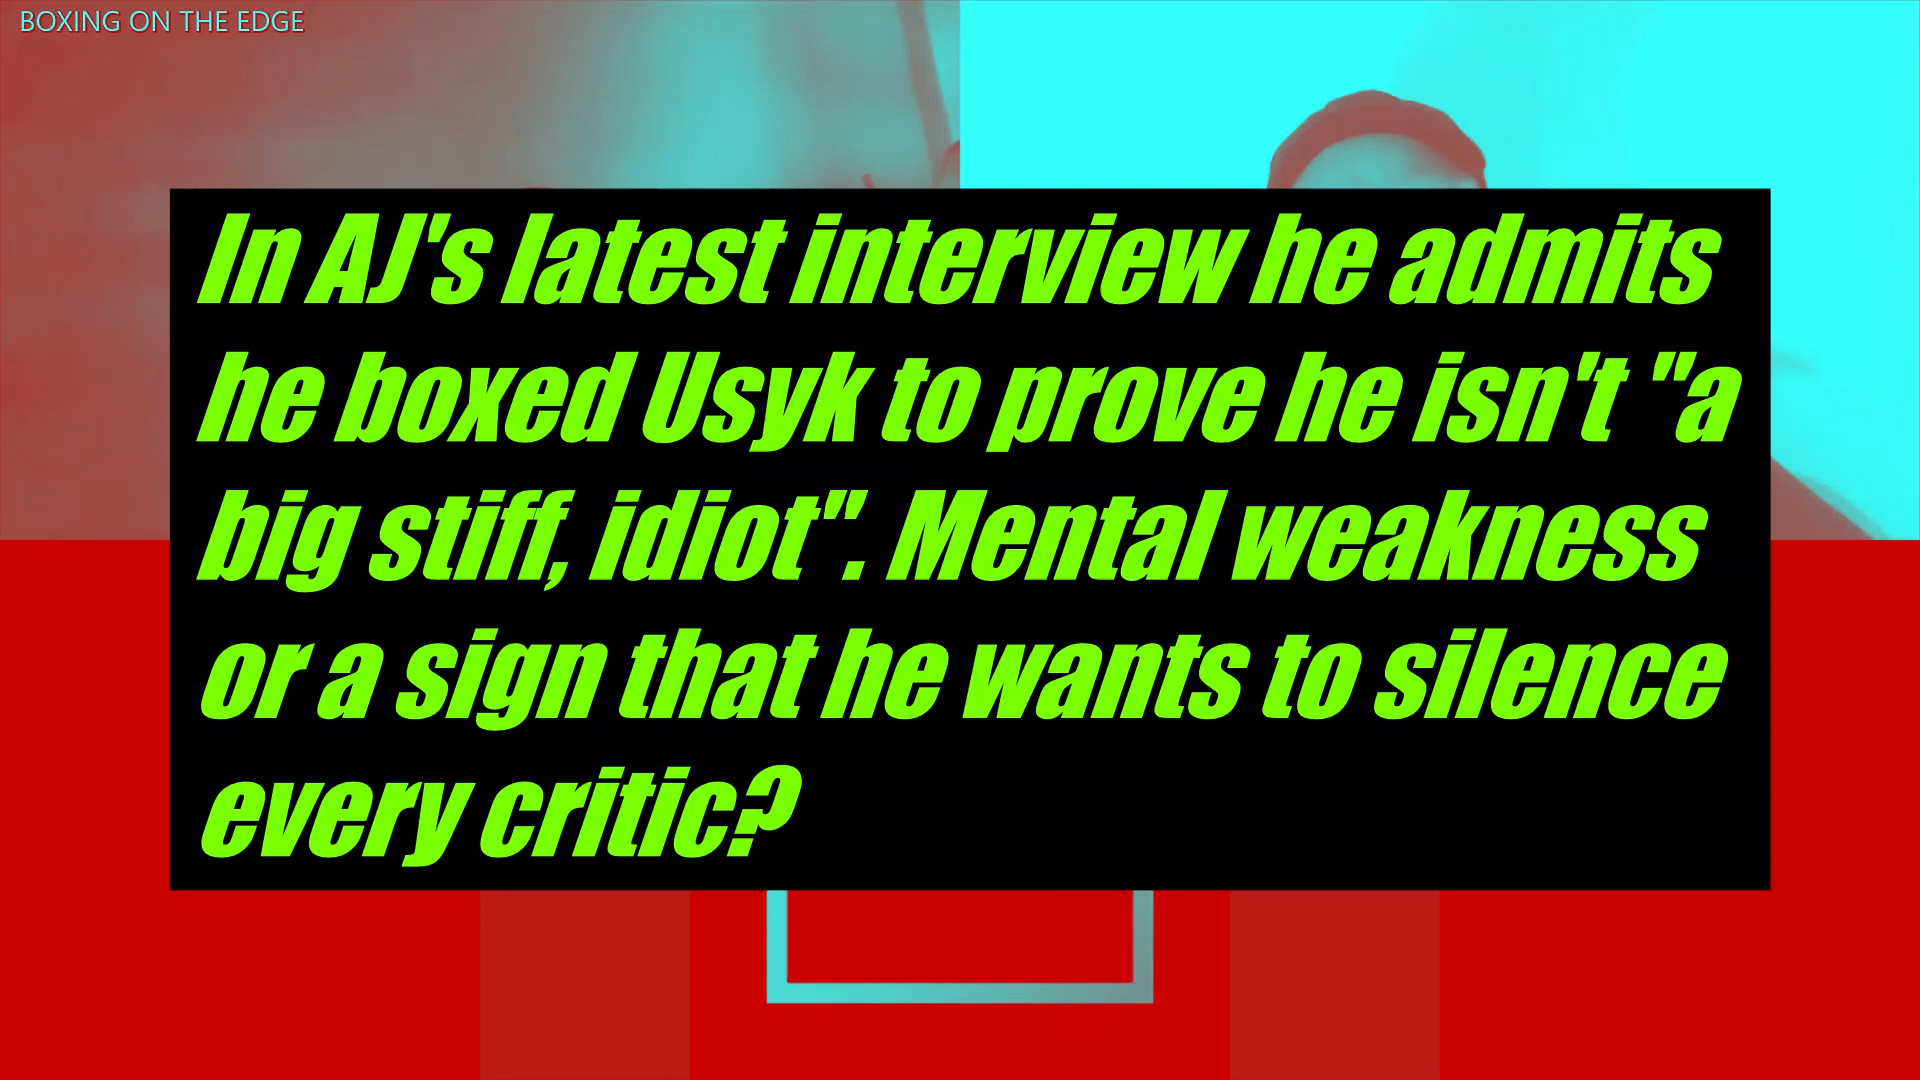 BOXING ON THE EDGE
In AJ's latest interview he admits
he boxed Usyk to prove he isn't "a
big stiff, idiot". Mental weakness
or a sign that he wants to silence
every critic?